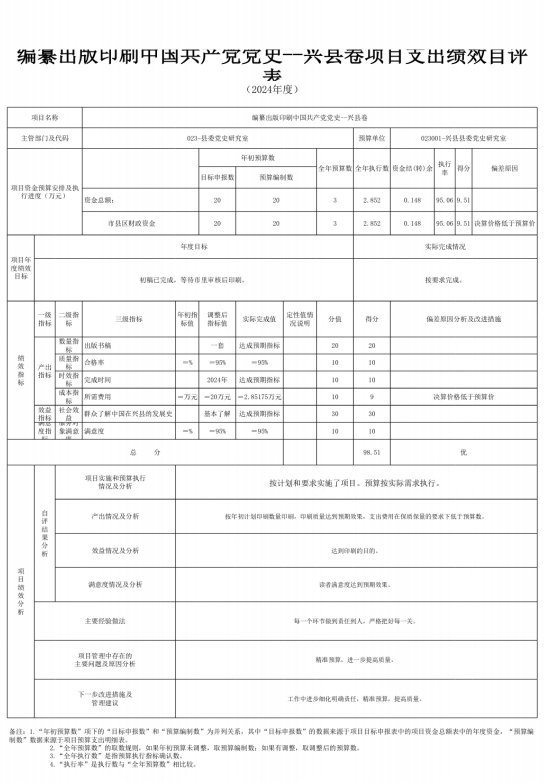 编纂出版印刷中国共产党党史--兴县卷项目支出绩效自评
表
（2024年度）
项目名称 编纂出版印刷中国共产党党史—兴县卷
主管部门及代码 023-县委党史研究室 预算单位 023001-兴县县委党史研究室
项目资金预算安排及执行进度（万元） 年初预算数 全年预算数 全年执行数 资金结(转)余 执行率 得分 偏差原因
目标申报数 预算编制数
资金总额： 20 20 3 2.852 0.148 95.06 9.51
市县区财政资金 20 20 3 2.852 0.148 95.06 9.51 决算价格低于预算价
项目年度绩效目标 年度目标 实际完成情况
初稿已完成，等待市里审核后印刷。 按要求完成。
绩效指标 一级指标 二级指标 三级指标 年初指标值 调整后指标值 实际完成值 定性值情况说明 分值 得分 偏差原因分析及改进措施
产出指标 数量指标 出版书稿 一套 达成预期指标 20 20
质量指标 合格率 =% =95% =95% 10 10
时效指标 完成时间 2024年 达成预期指标 10 10
成本指标 所需费用 =万元 =20万元 =2.85175万元 10 9 决算价格低于预算价
效益指标 社会效益 群众了解中国在兴县的发展史 基本了解 达成预期指标 30 30
满意度指标 服务对象满意度 满意度 =% =95% =95% 10 10
总 分 98.51 优
项目绩效分析 自评结果分析 项目实施和预算执行情况及分析 按计划和要求实施了项目。预算按实际需求执行。
产出情况及分析 按年初计划印刷数量印刷，印刷质量达到预期效果，支出费用在保质保量的要求下低于预算数。
效益情况及分析 达到印刷的目的。
满意度情况及分析 读者满意度达到预期效果。
主要经验做法 每一个环节做到责任到人，严格把好每一关。
项目管理中存在的主要问题及原因分析 精准预算、进一步提高质量。
下一步改进措施及管理建议 工作中进步细化明确责任，精准预算，提高质量。
备注：1.“年初预算数”项下的“目标申报数”和“预算编制数”为并列关系，其中“目标申报数”的数据来源于项目目标申报表中的项目资金总额表中的年度资金，“预算编
制数”数据来源于项目预算支出明细表。
2.“全年预算数”的取数规则，如果年初预算未调整，取预算编制数；如果有调整，取调整后的预算数。
3.“全年执行数”是指预算执行指标确认数。
4.“执行率”是执行数与“全年预算数”相比较。